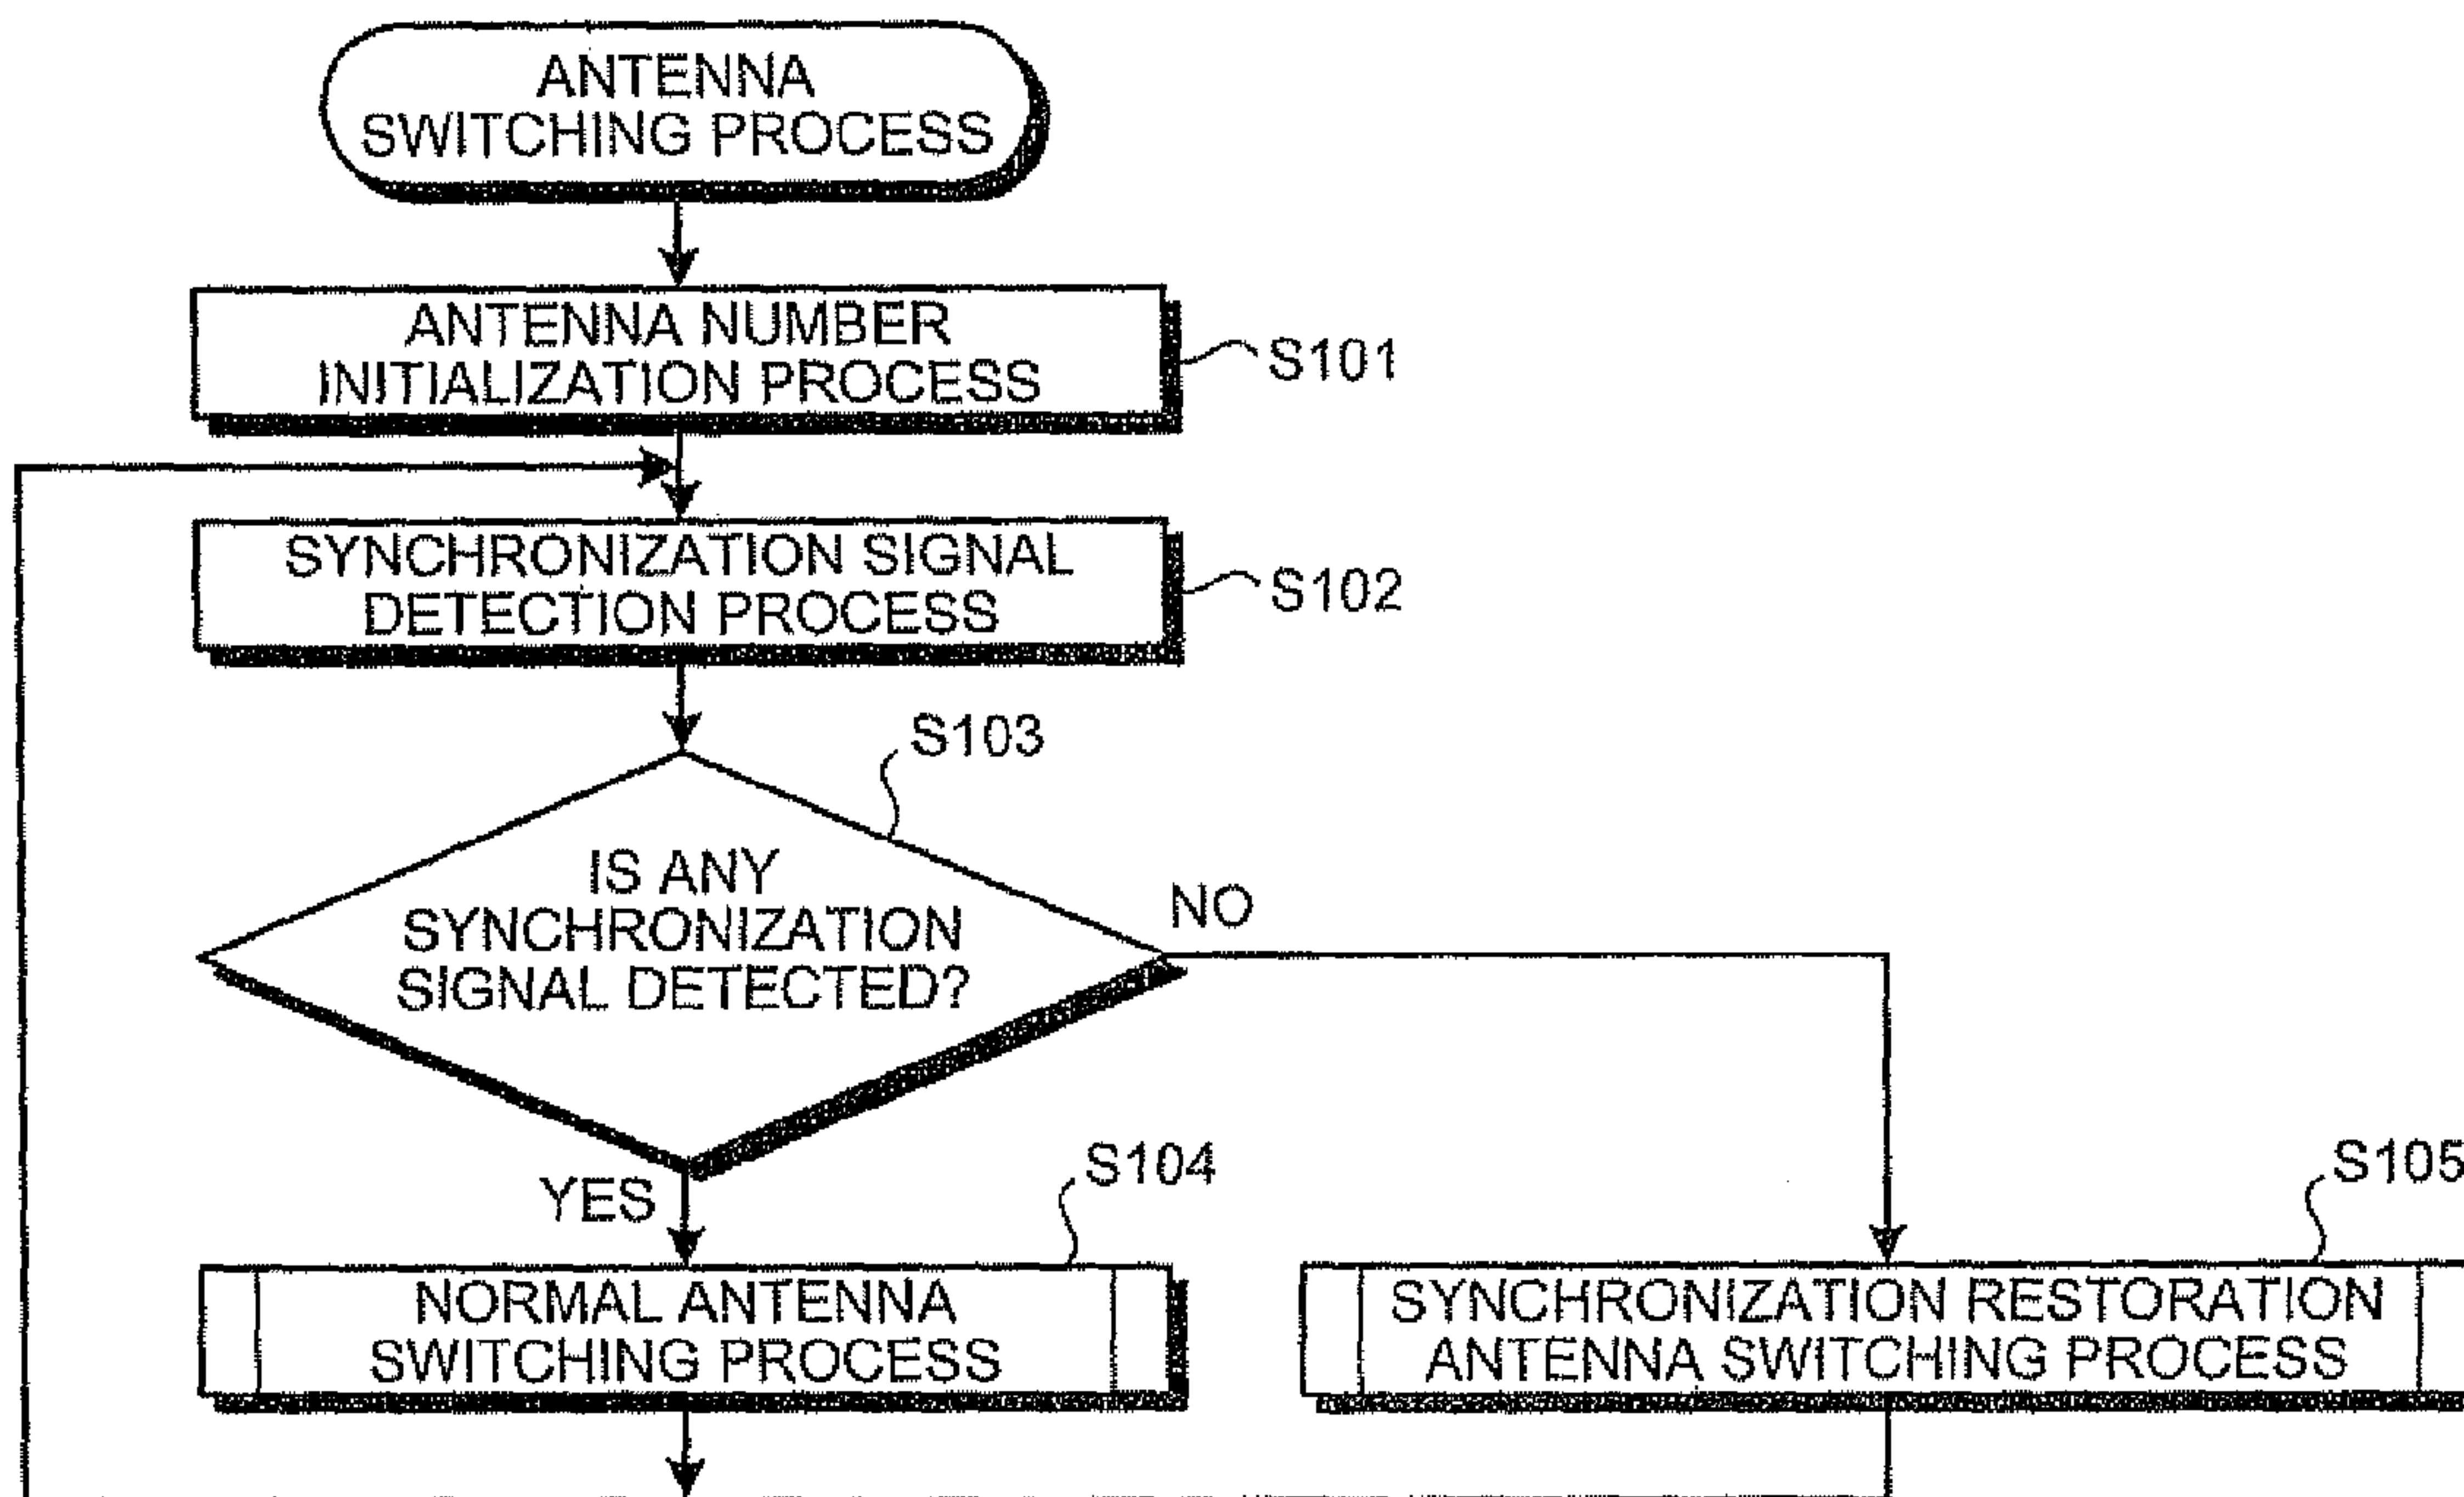 ANTENNA
SWITCHING PROCESS
ANTENNA NUMBER
INITIALIZATION PROCESS
S101
SYNCHRONIZATION SIGNAL
DETECTION PROCESS
S102
S103
IS ANY
SYNCHRONIZATION
SIGNAL DETECTED?
NO
YES
S104
NORMAL ANTENNA
SWITCHING PROCESS
S105
SYNCHRONIZATION RESTORATION
ANTENNA SWITCHING PROCESS